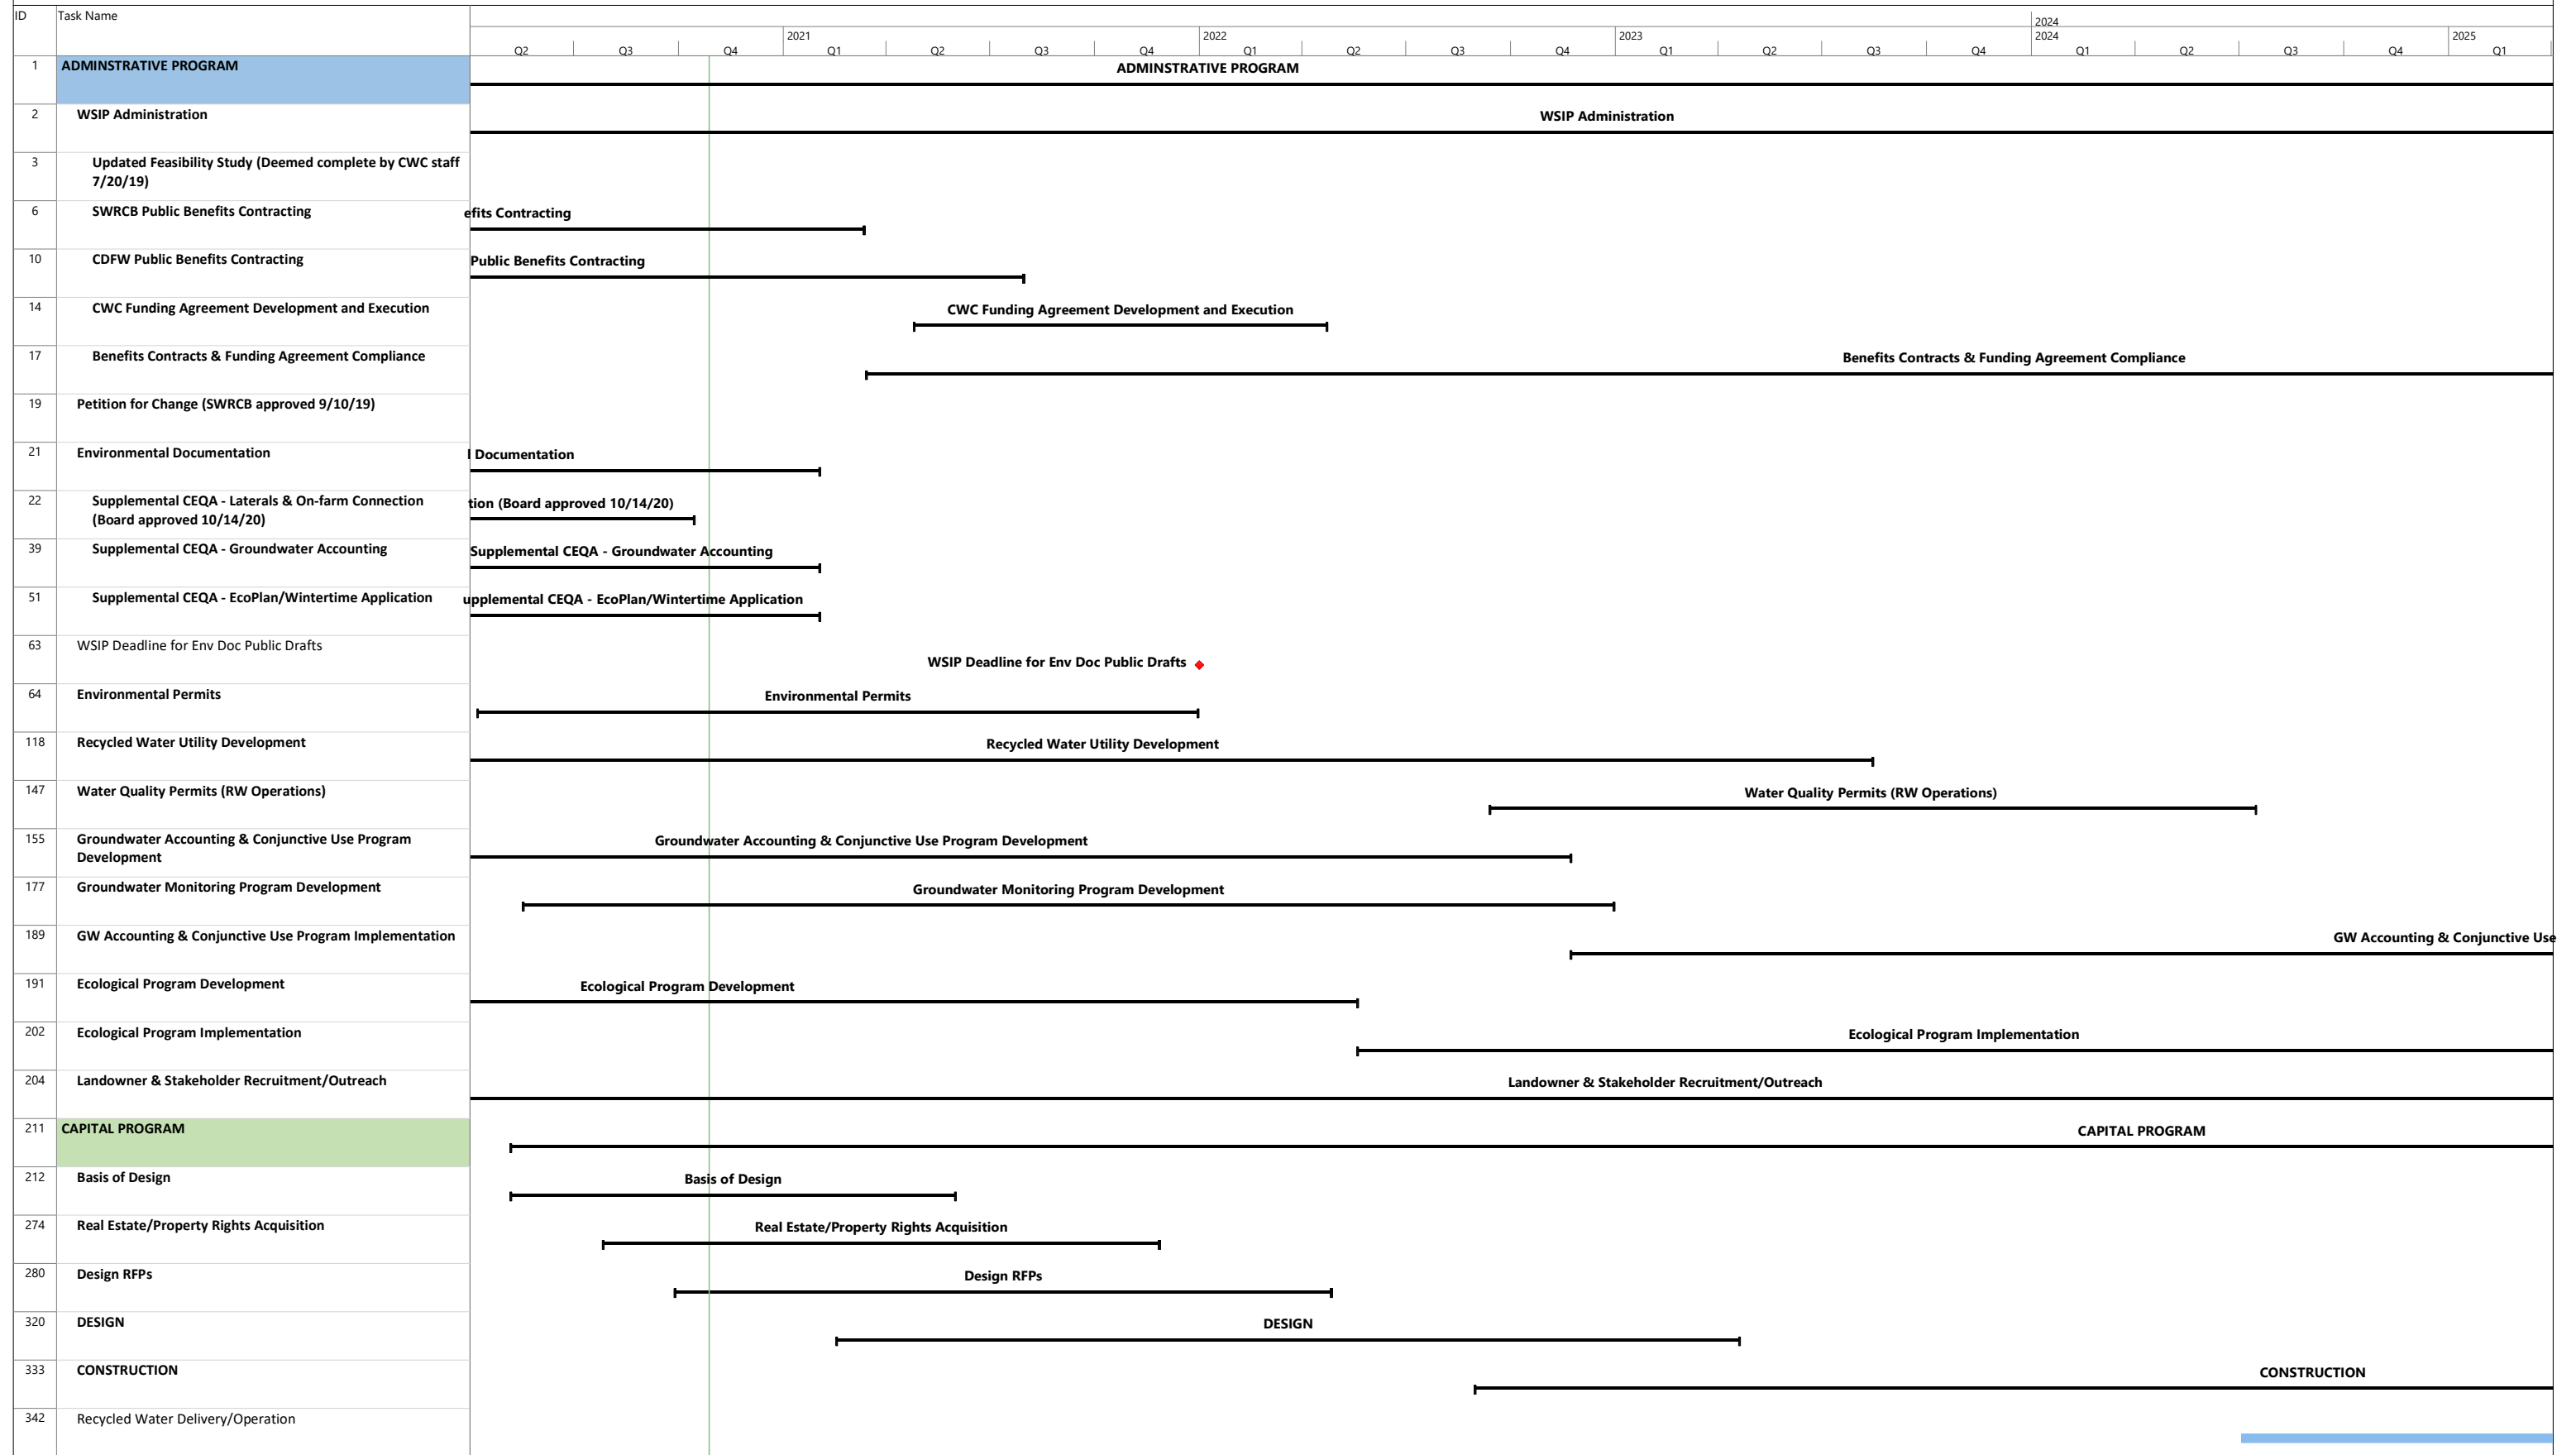 ID Task Name
2024
2021 2022 2023 2024 2025
Q2 Q3 Q4 Q1 Q2 Q3 Q4 Q1 Q2 Q3 Q4 Q1 Q2 Q3 Q4 Q1 Q2 Q3 Q4 Q1
1 ADMINSTRATIVE PROGRAM ADMINSTRATIVE PROGRAM
2 WSIP Administration WSIP Administration
3 Updated Feasibility Study (Deemed complete by CWC staff
7/20/19)
6 SWRCB Public Benefits Contracting efits Contracting
10 CDFW Public Benefits Contracting Public Benefits Contracting
14 CWC Funding Agreement Development and Execution CWC Funding Agreement Development and Execution
17 Benefits Contracts & Funding Agreement Compliance Benefits Contracts & Funding Agreement Compliance
19 Petition for Change (SWRCB approved 9/10/19)
21 Environmental Documentation l Documentation
22 Supplemental CEQA - Laterals & On-farm Connection tion (Board approved 10/14/20)
(Board approved 10/14/20)
39 Supplemental CEQA - Groundwater Accounting Supplemental CEQA - Groundwater Accounting
51 Supplemental CEQA - EcoPlan/Wintertime Application upplemental CEQA - EcoPlan/Wintertime Application
63 WSIP Deadline for Env Doc Public Drafts
WSIP Deadline for Env Doc Public Drafts
64 Environmental Permits Environmental Permits
118 Recycled Water Utility Development Recycled Water Utility Development
147 Water Quality Permits (RW Operations) Water Quality Permits (RW Operations)
155 Groundwater Accounting & Conjunctive Use Program Groundwater Accounting & Conjunctive Use Program Development
Development
177 Groundwater Monitoring Program Development Groundwater Monitoring Program Development
189 GW Accounting & Conjunctive Use Program Implementation GW Accounting & Conjunctive Use
191 Ecological Program Development Ecological Program Development
202 Ecological Program Implementation Ecological Program Implementation
204 Landowner & Stakeholder Recruitment/Outreach Landowner & Stakeholder Recruitment/Outreach
211 CAPITAL PROGRAM CAPITAL PROGRAM
212 Basis of Design Basis of Design
274 Real Estate/Property Rights Acquisition Real Estate/Property Rights Acquisition
280 Design RFPs Design RFPs
320 DESIGN DESIGN
333 CONSTRUCTION CONSTRUCTION
342 Recycled Water Delivery/Operation